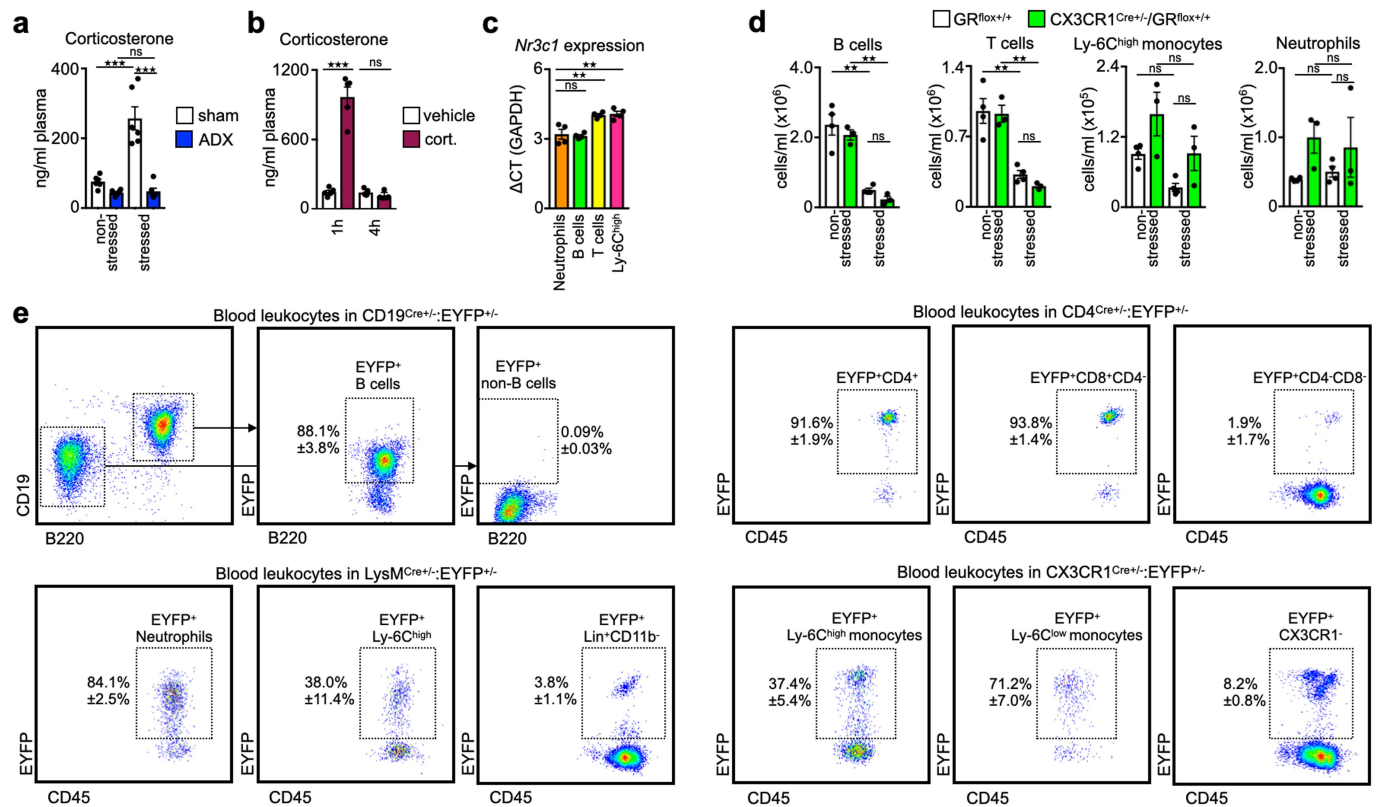 a
Corticosterone
ns
★★★ ★★★
400
200
0
ng/ml plasma
sham
ADX
non-
stressed
stressed
b
Corticosterone
★★★ ns
1200
600
0
ng/ml plasma
vehicle
cort.
1h
4h
c
Nr3c1 expression
★★
★★
ns
6
3
0
ΔCT (GAPDH)
Neutrophils
B cells
T cells
Ly-6Chigh
d
GRflox+/+
CX3CR1Cre+/-/GRflox+/+
B cells
★★
★★
ns
4.0
2.0
0
cells/ml (x10⁶)
non-
stressed
stressed
T cells
★★
★★
ns
1.4
0.7
0
cells/ml (x10⁶)
non-
stressed
stressed
Ly-6Chigh monocytes
ns
ns
ns
2.4
1.2
0
cells/ml (x10⁵)
non-
stressed
stressed
Neutrophils
ns
ns
ns
2.0
1.0
0
cells/ml (x10⁶)
non-
stressed
stressed
e
Blood leukocytes in CD19Cre+/-:EYFP+/-
CD19
B220
EYFP+
B cells
88.1%
±3.8%
EYFP
B220
EYFP+
non-B cells
0.09%
±0.03%
EYFP
B220
Blood leukocytes in CD4Cre+/-:EYFP+/-
EYFP+CD4+
91.6%
±1.9%
EYFP
CD45
EYFP+CD8+CD4-
93.8%
±1.4%
EYFP
CD45
EYFP+CD4-CD8-
1.9%
±1.7%
EYFP
CD45
Blood leukocytes in LysMCre+/-:EYFP+/-
EYFP+
Neutrophils
84.1%
±2.5%
EYFP
CD45
EYFP+
Ly-6Chigh
38.0%
±11.4%
EYFP
CD45
EYFP+
Lin+CD11b-
3.8%
±1.1%
EYFP
CD45
Blood leukocytes in CX3CR1Cre+/-:EYFP+/-
EYFP+
Ly-6Chigh monocytes
37.4%
±5.4%
EYFP
CD45
EYFP+
Ly-6Clow monocytes
71.2%
±7.0%
EYFP
CD45
EYFP+
CX3CR1-
8.2%
±0.8%
EYFP
CD45